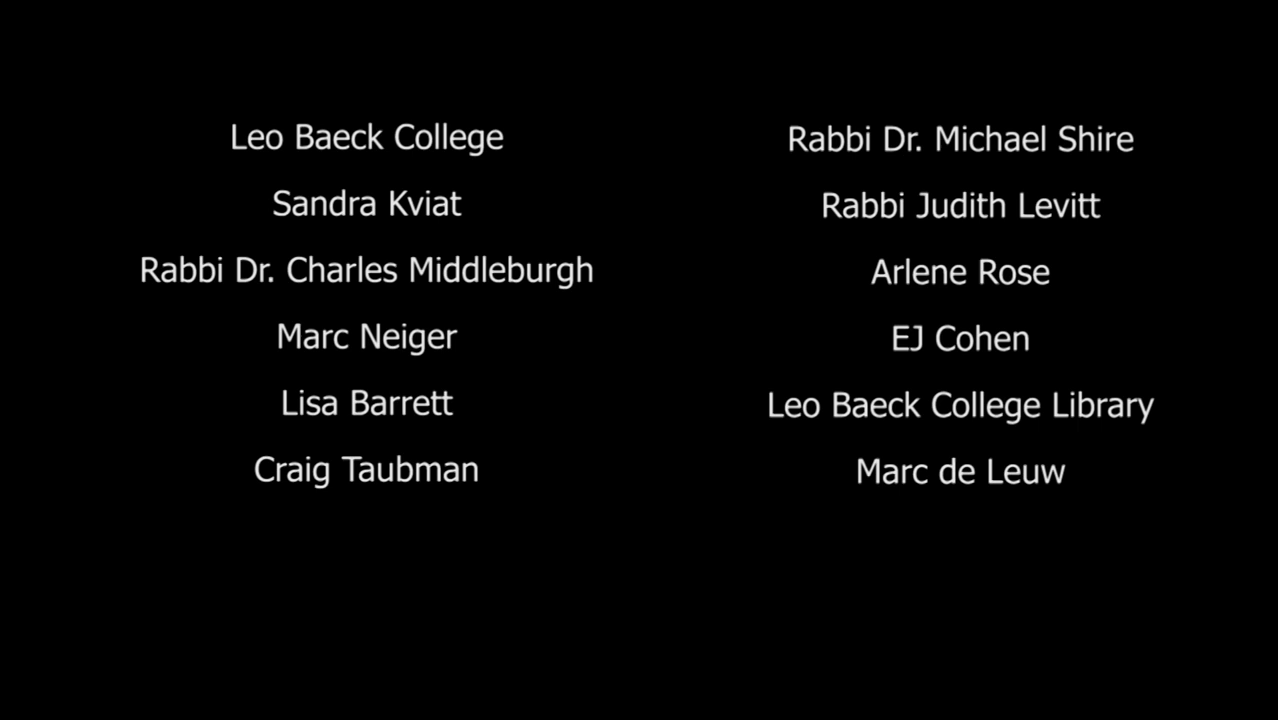 Leo Baeck College
Sandra Kviat
Rabbi Dr. Charles Middleburgh
Marc Neiger
Lisa Barrett
Craig Taubman
Rabbi Dr. Michael Shire
Rabbi Judith Levitt
Arlene Rose
EJ Cohen
Leo Baeck College Library
Marc de Leuw